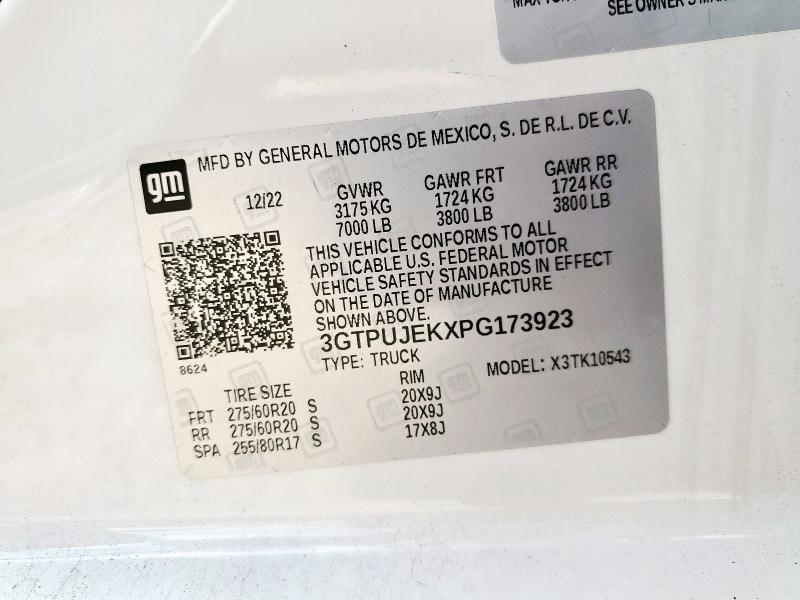 SEE OWNER'S
gm
MFD BY GENERAL MOTORS DE MEXICO, S. DE R.L. DE C.V.
12/22 GVWR GAWR FRT GAWR RR
3175 KG 1724 KG 1724 KG
7000 LB 3800 LB 3800 LB
THIS VEHICLE CONFORMS TO ALL
APPLICABLE U.S. FEDERAL MOTOR
VEHICLE SAFETY STANDARDS IN EFFECT
ON THE DATE OF MANUFACTURE
SHOWN ABOVE.
3GTPUJEKXPG173923
8624
TYPE: TRUCK MODEL: X3TK10543
TIRE SIZE RIM
FRT 275/60R20 S 20X9J
RR 275/60R20 S 20X9J
SPA 255/80R17 S 17X8J